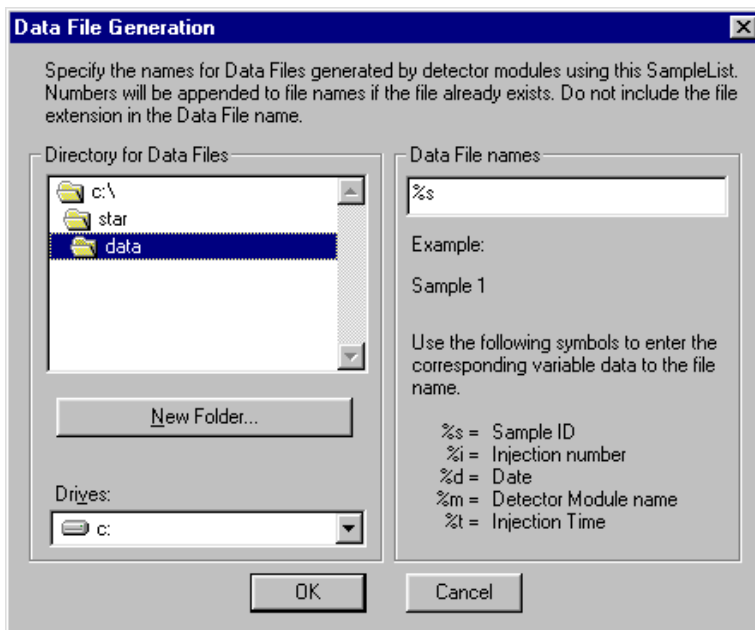 Data File Generation
Specify the names for Data Files generated by detector modules using this SampleList.
Numbers will be appended to file names if the file already exists. Do not include the file
extension in the Data File name.
Directory for Data Files
c:\
star
data
New Folder...
Drives:
c:
Data File names
%s
Example:
Sample 1
Use the following symbols to enter the
corresponding variable data to the file
name.
%s = Sample ID
%i = Injection number
%d = Date
%m = Detector Module name
%t = Injection Time
OK
Cancel